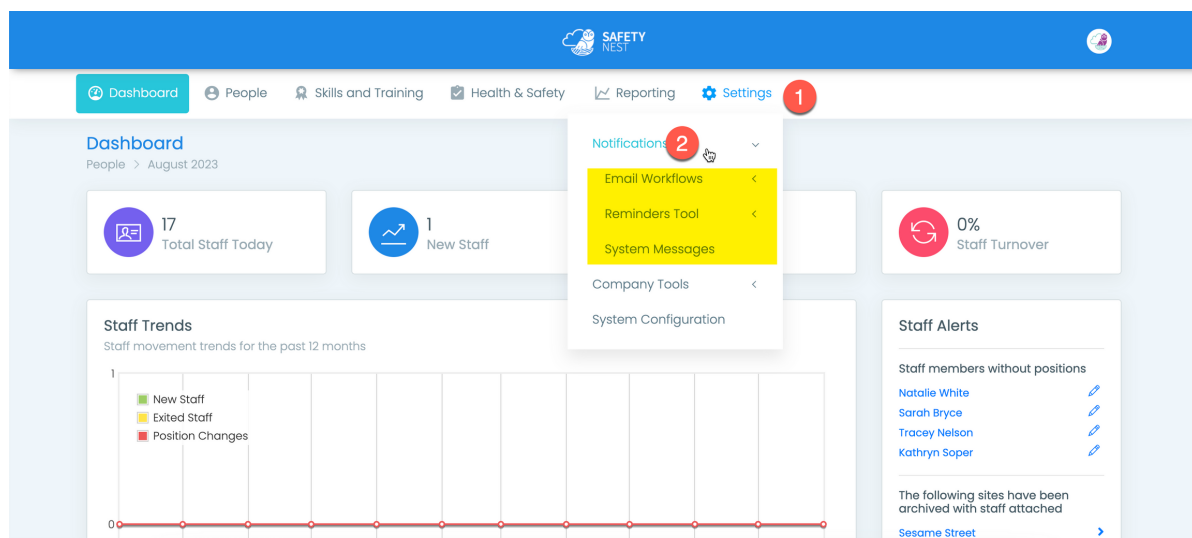 SAFETY
NEST
Dashboard
People
Skills and Training
Health & Safety
Reporting
Settings
1
Dashboard
People > August 2023
Notifications
2
Email Workflows
Reminders Tool
System Messages
Company Tools
System Configuration
17
Total Staff Today
1
New Staff
0%
Staff Turnover
Staff Trends
Staff movement trends for the past 12 months
1
New Staff
Exited Staff
Position Changes
0
Staff Alerts
Staff members without positions
Natalie White
Sarah Bryce
Tracey Nelson
Kathryn Soper
The following sites have been
archived with staff attached
Sesame Street